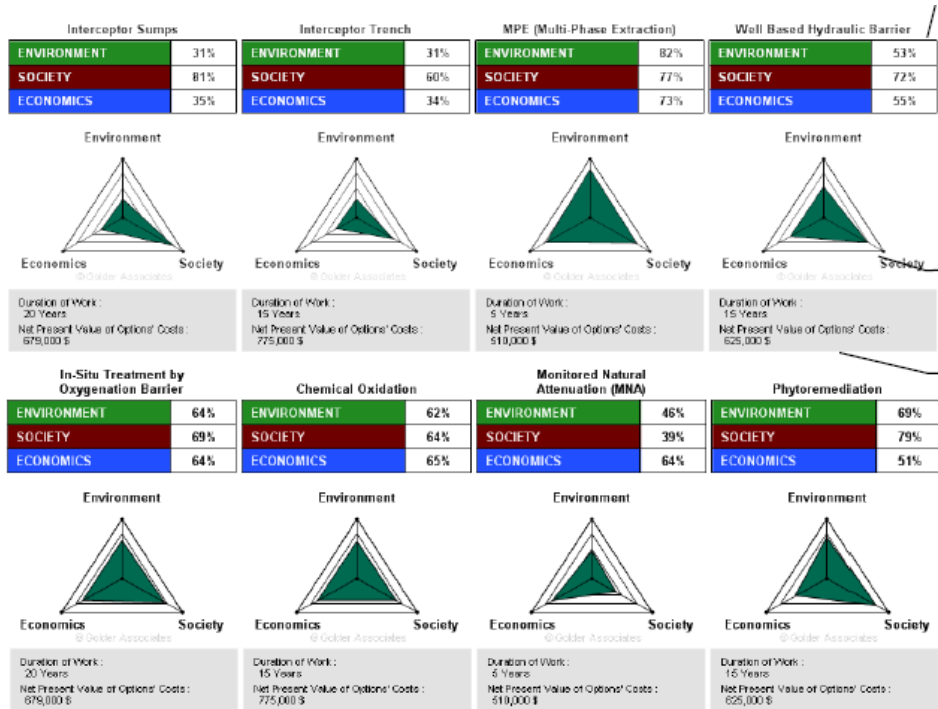 Interceptor Sumps
ENVIRONMENT 31%
SOCIETY 81%
ECONOMICS 35%
Environment
Economics Society
© Golder Associates
Duration of Work :
20 Years
Net Present Value of Options' Costs :
679,000 $
Interceptor Trench
ENVIRONMENT 31%
SOCIETY 60%
ECONOMICS 34%
Environment
Economics Society
© Golder Associates
Duration of Work :
15 Years
Net Present Value of Options' Costs :
775,000 $
MPE (Multi-Phase Extraction)
ENVIRONMENT 82%
SOCIETY 77%
ECONOMICS 73%
Environment
Economics Society
© Golder Associates
Duration of Work :
5 Years
Net Present Value of Options' Costs :
510,000 $
Well Based Hydraulic Barrier
ENVIRONMENT 53%
SOCIETY 72%
ECONOMICS 55%
Environment
Economics Society
© Golder Associates
Duration of Work :
15 Years
Net Present Value of Options' Costs :
625,000 $
In-Situ Treatment by
Oxygenation Barrier
ENVIRONMENT 64%
SOCIETY 69%
ECONOMICS 64%
Environment
Economics Society
© Golder Associates
Duration of Work :
20 Years
Net Present Value of Options' Costs :
679,000 $
Chemical Oxidation
ENVIRONMENT 62%
SOCIETY 64%
ECONOMICS 65%
Environment
Economics Society
© Golder Associates
Duration of Work :
15 Years
Net Present Value of Options' Costs :
775,000 $
Monitored Natural
Attenuation (MNA)
ENVIRONMENT 46%
SOCIETY 39%
ECONOMICS 64%
Environment
Economics Society
© Golder Associates
Duration of Work :
5 Years
Net Present Value of Options' Costs :
510,000 $
Phytoremediation
ENVIRONMENT 69%
SOCIETY 79%
ECONOMICS 51%
Environment
Economics Society
© Golder Associates
Duration of Work :
15 Years
Net Present Value of Options' Costs :
625,000 $